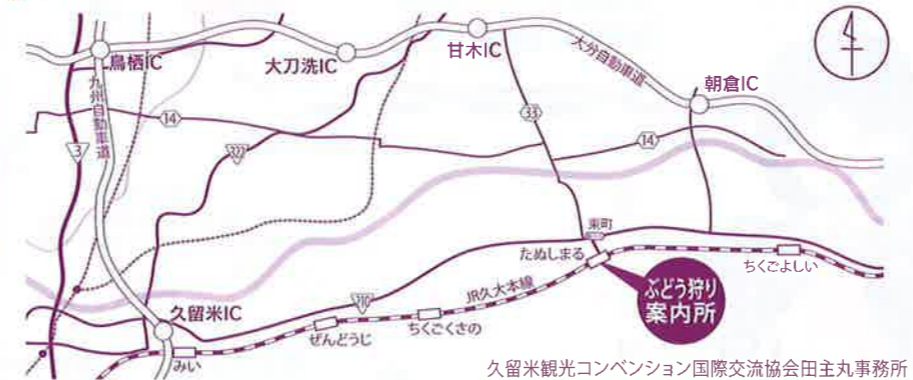 鳥栖IC
大刀洗IC
甘木IC
朝倉IC
大分自動車道
九州自動車道
3
14
322
33
14
東町
たぬしまる
ちくごよしい
JR久大本線
210
ぶどう狩り
案内所
久留米IC
ぜんどうじ
ちくごくさの
みい
久留米観光コンベンション国際交流協会田主丸事務所